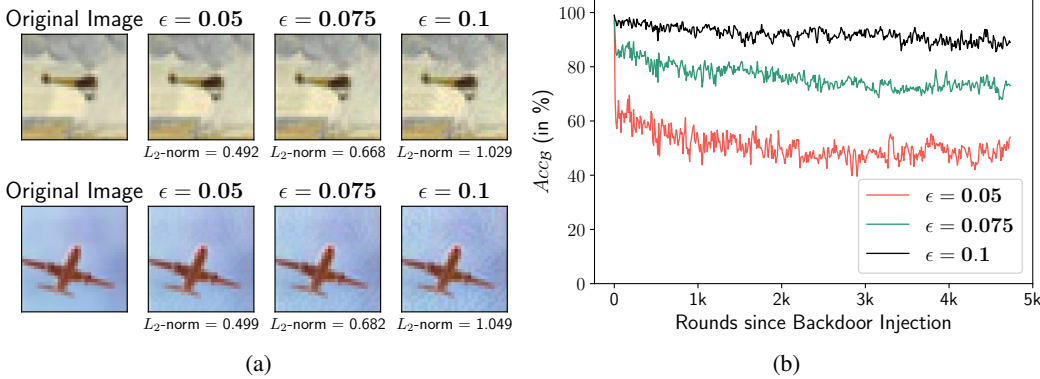 Original Image ϵ = 0.05 ϵ = 0.075 ϵ = 0.1
L₂-norm = 0.492 L₂-norm = 0.668 L₂-norm = 1.029
Original Image ϵ = 0.05 ϵ = 0.075 ϵ = 0.1
L₂-norm = 0.499 L₂-norm = 0.682 L₂-norm = 1.049
(a)
Acc_ℬ (in %)
100
80
60
40
20
0
ϵ = 0.05
ϵ = 0.075
ϵ = 0.1
0 1k 2k 3k 4k 5k
Rounds since Backdoor Injection
(b)